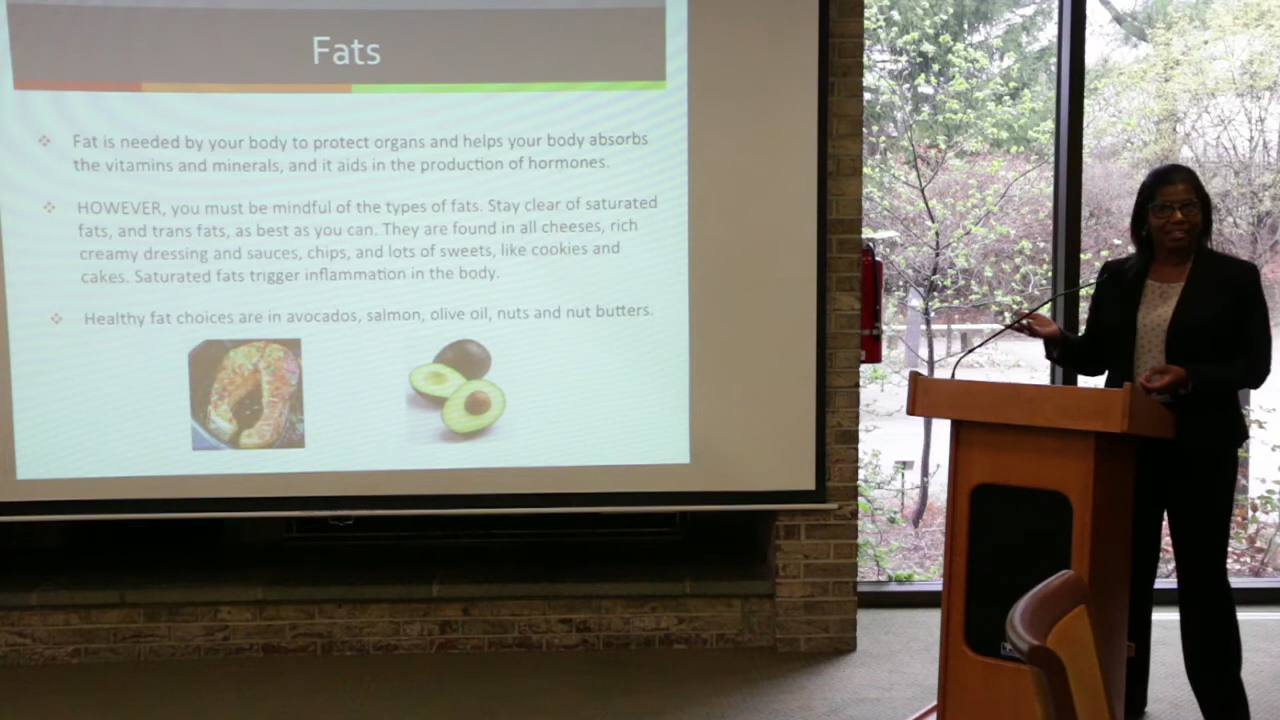 Fats
Fat is needed by your body to protect organs and helps your body absorbs
the vitamins and minerals, and it aids in the production of hormones.
HOWEVER, you must be mindful of the types of fats. Stay clear of saturated
fats, and trans fats, as best as you can. They are found in all cheeses, rich
creamy dressing and sauces, chips, and lots of sweets, like cookies and
cakes. Saturated fats trigger inflammation in the body.
Healthy fat choices are in avocados, salmon, olive oil, nuts and nut butters.